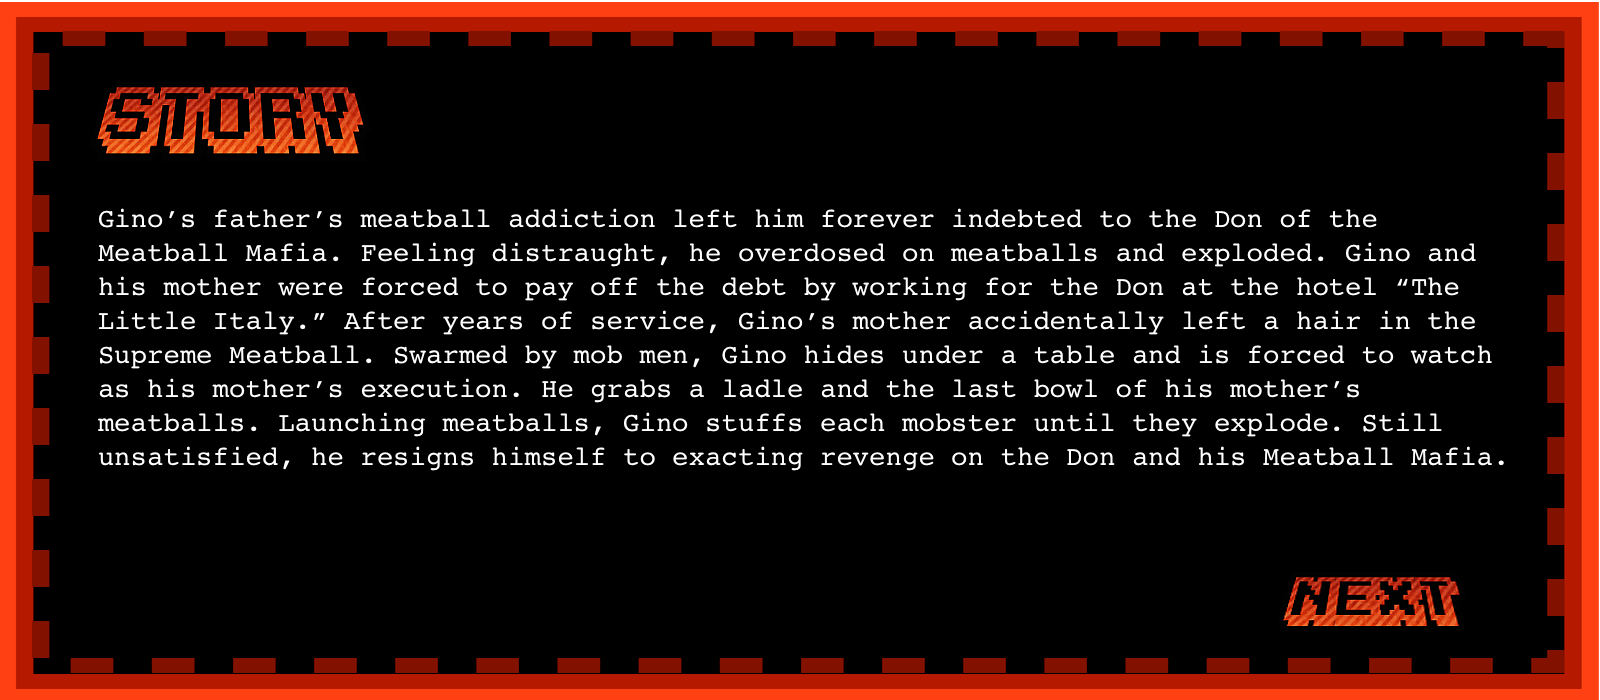 STORY
Gino’s father’s meatball addiction left him forever indebted to the Don of the
Meatball Mafia. Feeling distraught, he overdosed on meatballs and exploded. Gino and
his mother were forced to pay off the debt by working for the Don at the hotel “The
Little Italy.” After years of service, Gino’s mother accidentally left a hair in the
Supreme Meatball. Swarmed by mob men, Gino hides under a table and is forced to watch
as his mother’s execution. He grabs a ladle and the last bowl of his mother’s
meatballs. Launching meatballs, Gino stuffs each mobster until they explode. Still
unsatisfied, he resigns himself to exacting revenge on the Don and his Meatball Mafia.
NEXT